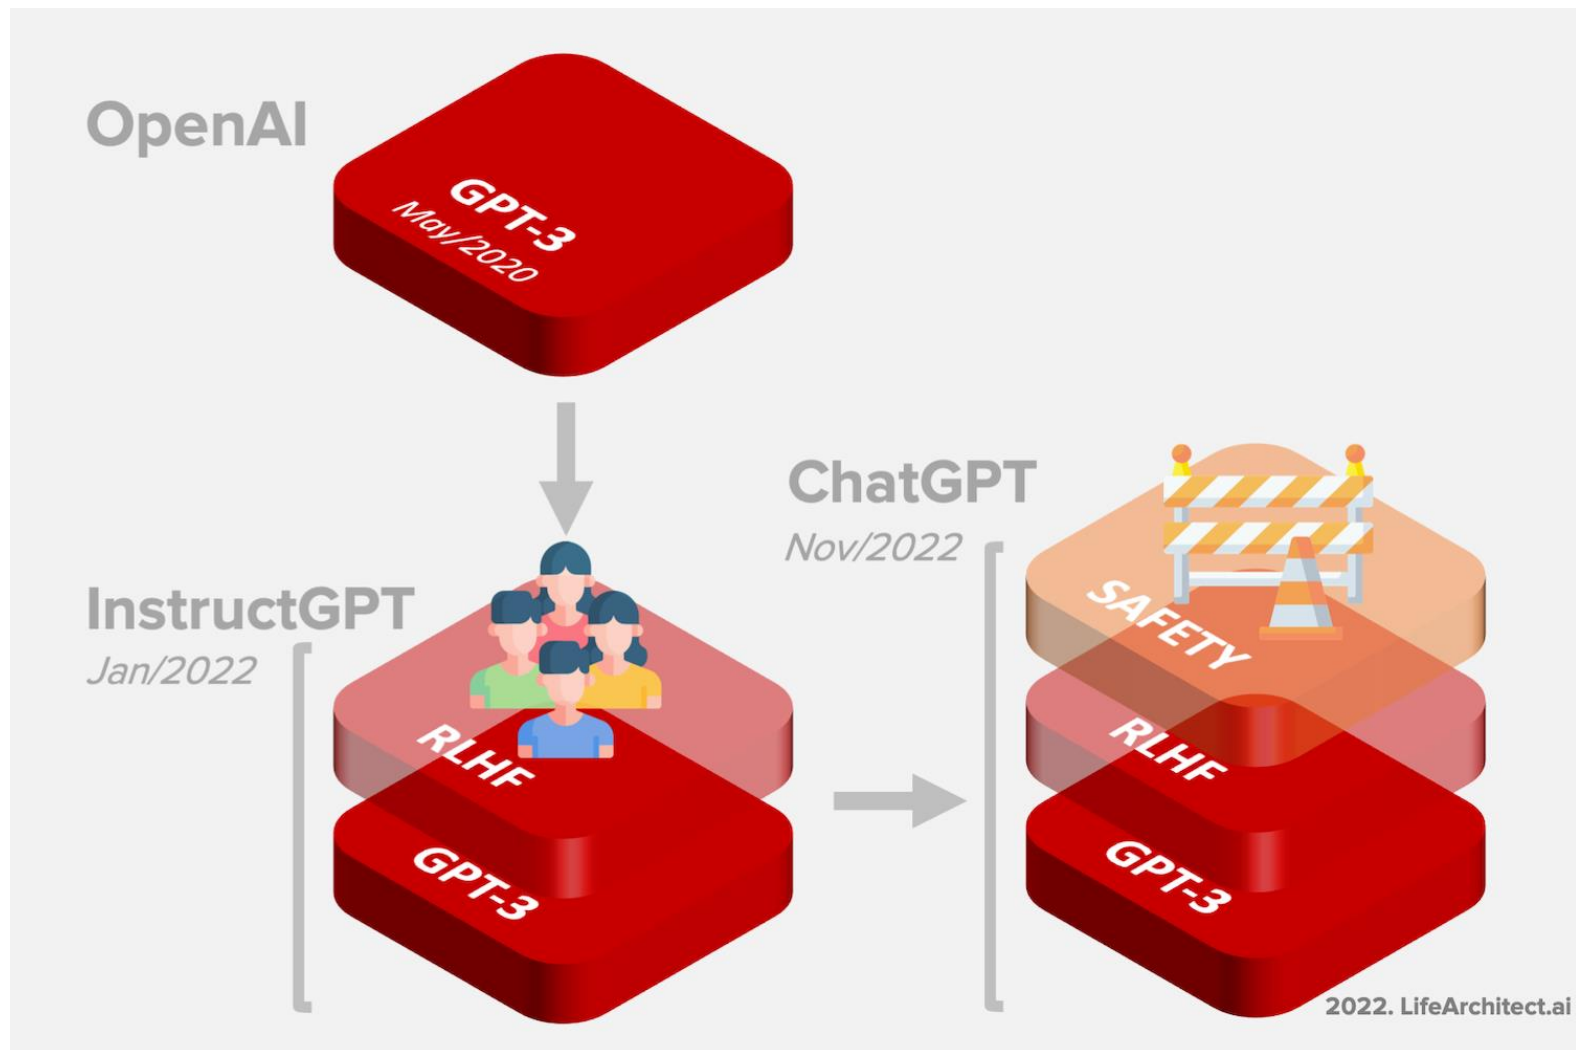 OpenAI
GPT-3
May/2020
InstructGPT
Jan/2022
RLHF
GPT-3
ChatGPT
Nov/2022
SAFETY
RLHF
GPT-3
2022. LifeArchitect.ai